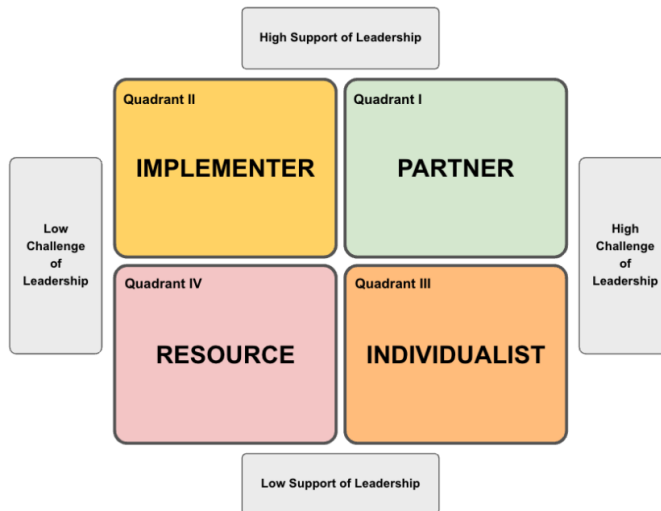 High Support of Leadership
Quadrant II
Quadrant I
IMPLEMENTER
PARTNER
Low
Challenge
of
Leadership
High
Challenge
of
Leadership
Quadrant IV
Quadrant III
RESOURCE
INDIVIDUALIST
Low Support of Leadership